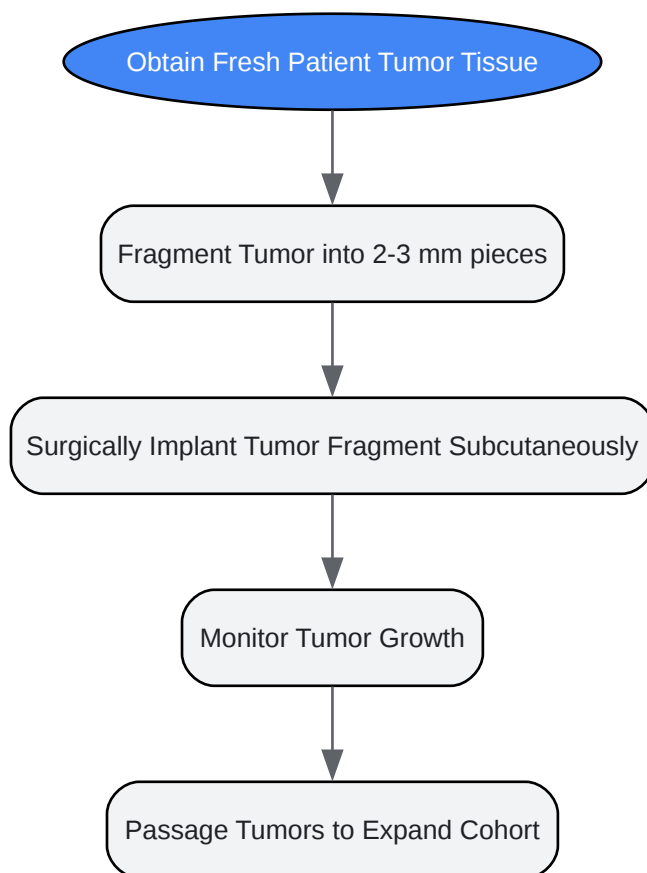 Obtain Fresh Patient Tumor Tissue
Fragment Tumor into 2-3 mm pieces
Surgically Implant Tumor Fragment Subcutaneously
Monitor Tumor Growth
Passage Tumors to Expand Cohort